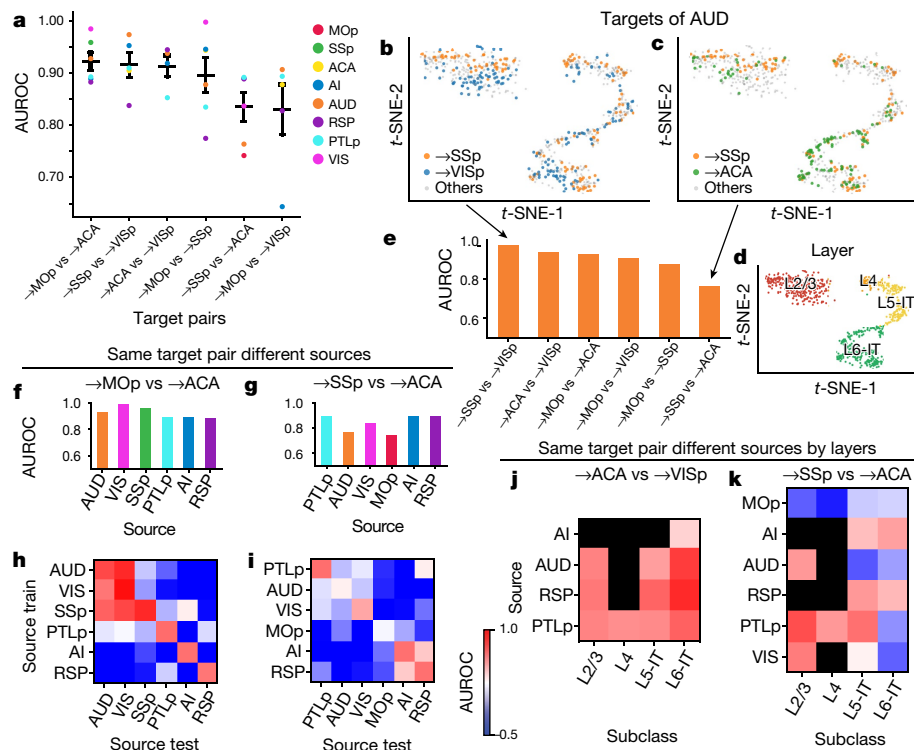 a
AUROC
1.00
0.90
0.80
0.70
→MOp vs →ACA
→SSp vs →VISp
→ACA vs →VISp
→MOp vs →SSp
→SSp vs →ACA
→MOp vs →VISp
Target pairs
MOp
SSp
ACA
AI
AUD
RSP
PTLp
VIS
Targets of AUD
b
t-SNE-2
→SSp
→VISp
Others
t-SNE-1
c
t-SNE-2
→SSp
→ACA
Others
t-SNE-1
d
Layer
t-SNE-2
L2/3
L4
L5-IT
L6-IT
t-SNE-1
e
AUROC
1.0
0.8
0.6
→SSp vs →VISp
→ACA vs →VISp
→MOp vs →ACA
→MOp vs →VISp
→MOp vs →SSp
→SSp vs →ACA
Same target pair different sources
f
→MOp vs →ACA
AUROC
1.0
0.8
0.6
AUD
VIS
SSp
PTLp
AI
RSP
Source
g
→SSp vs →ACA
1.0
0.8
0.6
PTLp
AUD
VIS
MOp
AI
RSP
Source
h
Source train
AUD
VIS
SSp
PTLp
AI
RSP
AUD
VIS
SSp
PTLp
AI
RSP
Source test
i
PTLp
AUD
VIS
MOp
AI
RSP
PTLp
AUD
VIS
MOp
AI
RSP
Source test
AUROC
1.0
0.5
Same target pair different sources by layers
j
→ACA vs →VISp
Source
AI
AUD
RSP
PTLp
L2/3
L4
L5-IT
L6-IT
Subclass
k
→SSp vs →ACA
MOp
AI
AUD
RSP
PTLp
VIS
L2/3
L4
L5-IT
L6-IT
Subclass